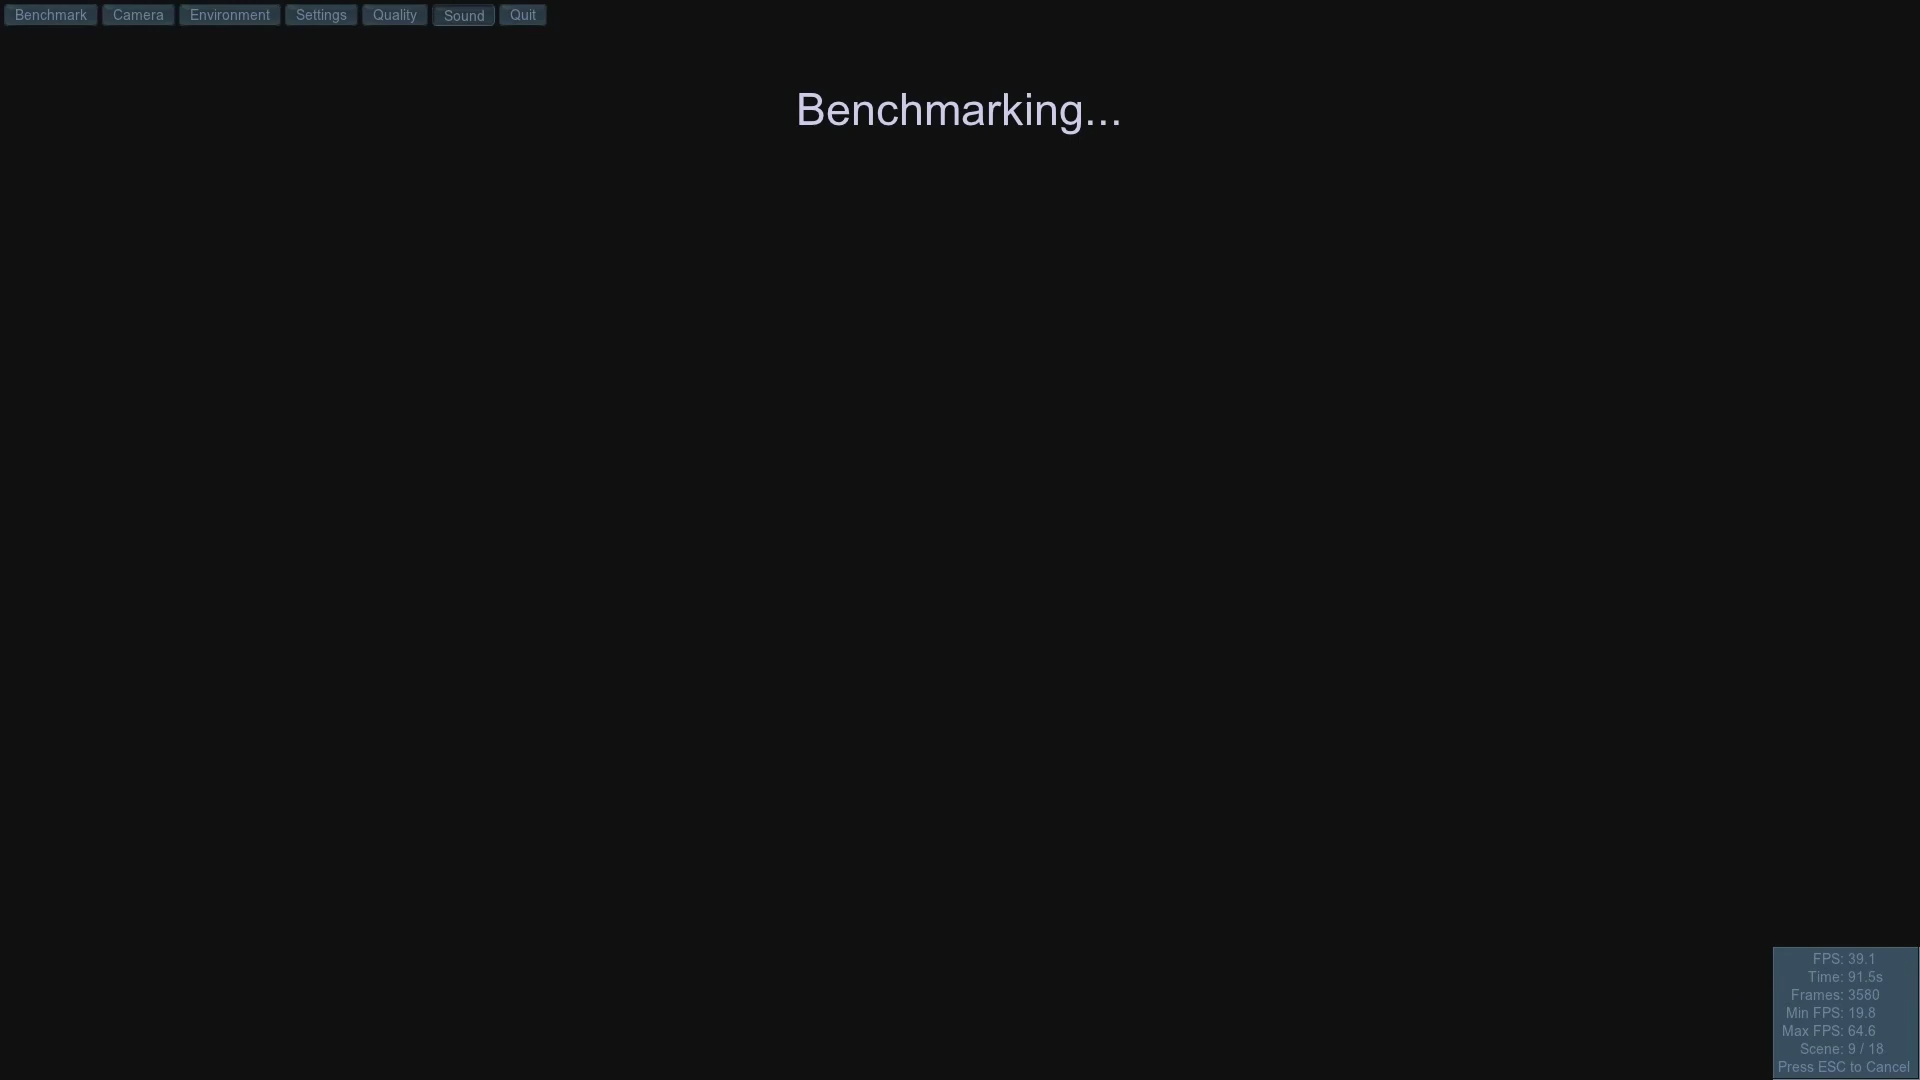 Benchmark Camera Environment Settings Quality Sound Quit
Benchmarking...
FPS: 39.1
Time: 91.5s
Frames: 3580
Min FPS: 19.8
Max FPS: 64.6
Scene: 9 / 18
Press ESC to Cancel